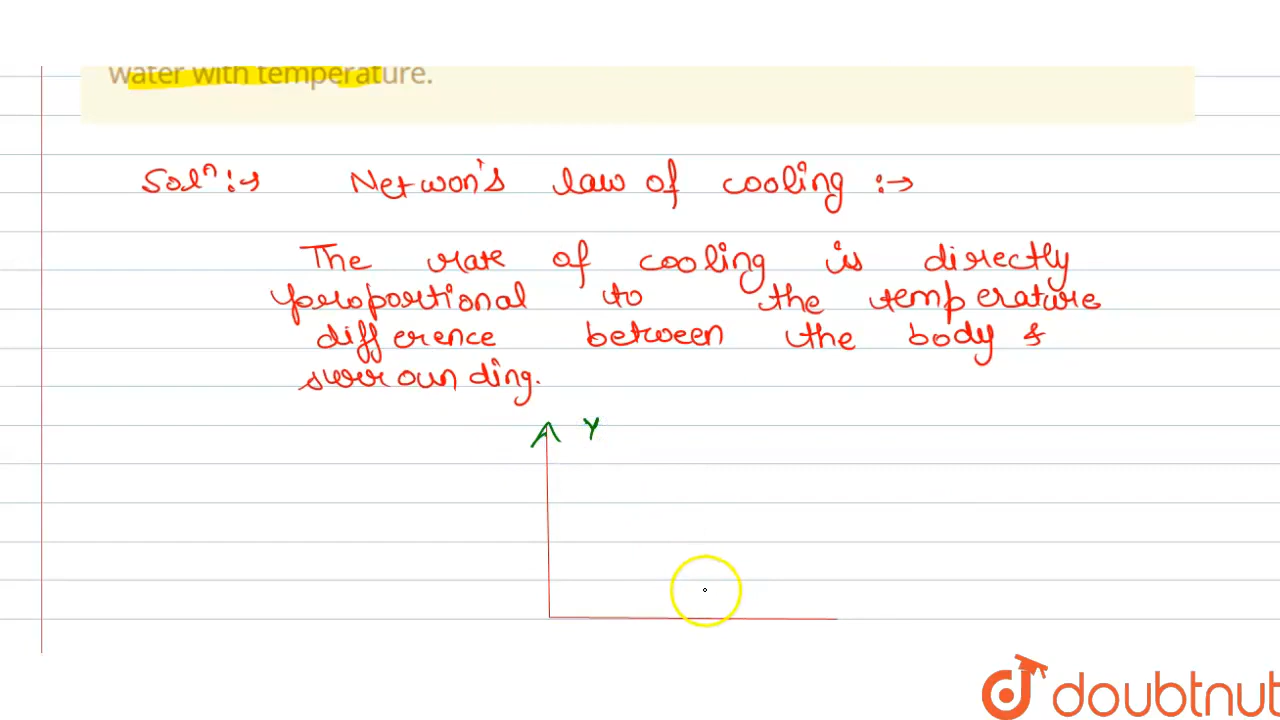 water with temperature.
Solⁿ :→ Netwon's law of cooling :→
The rate of cooling is directly
proportional to the temperature
difference between the body &
surrounding.
Y
doubtnut